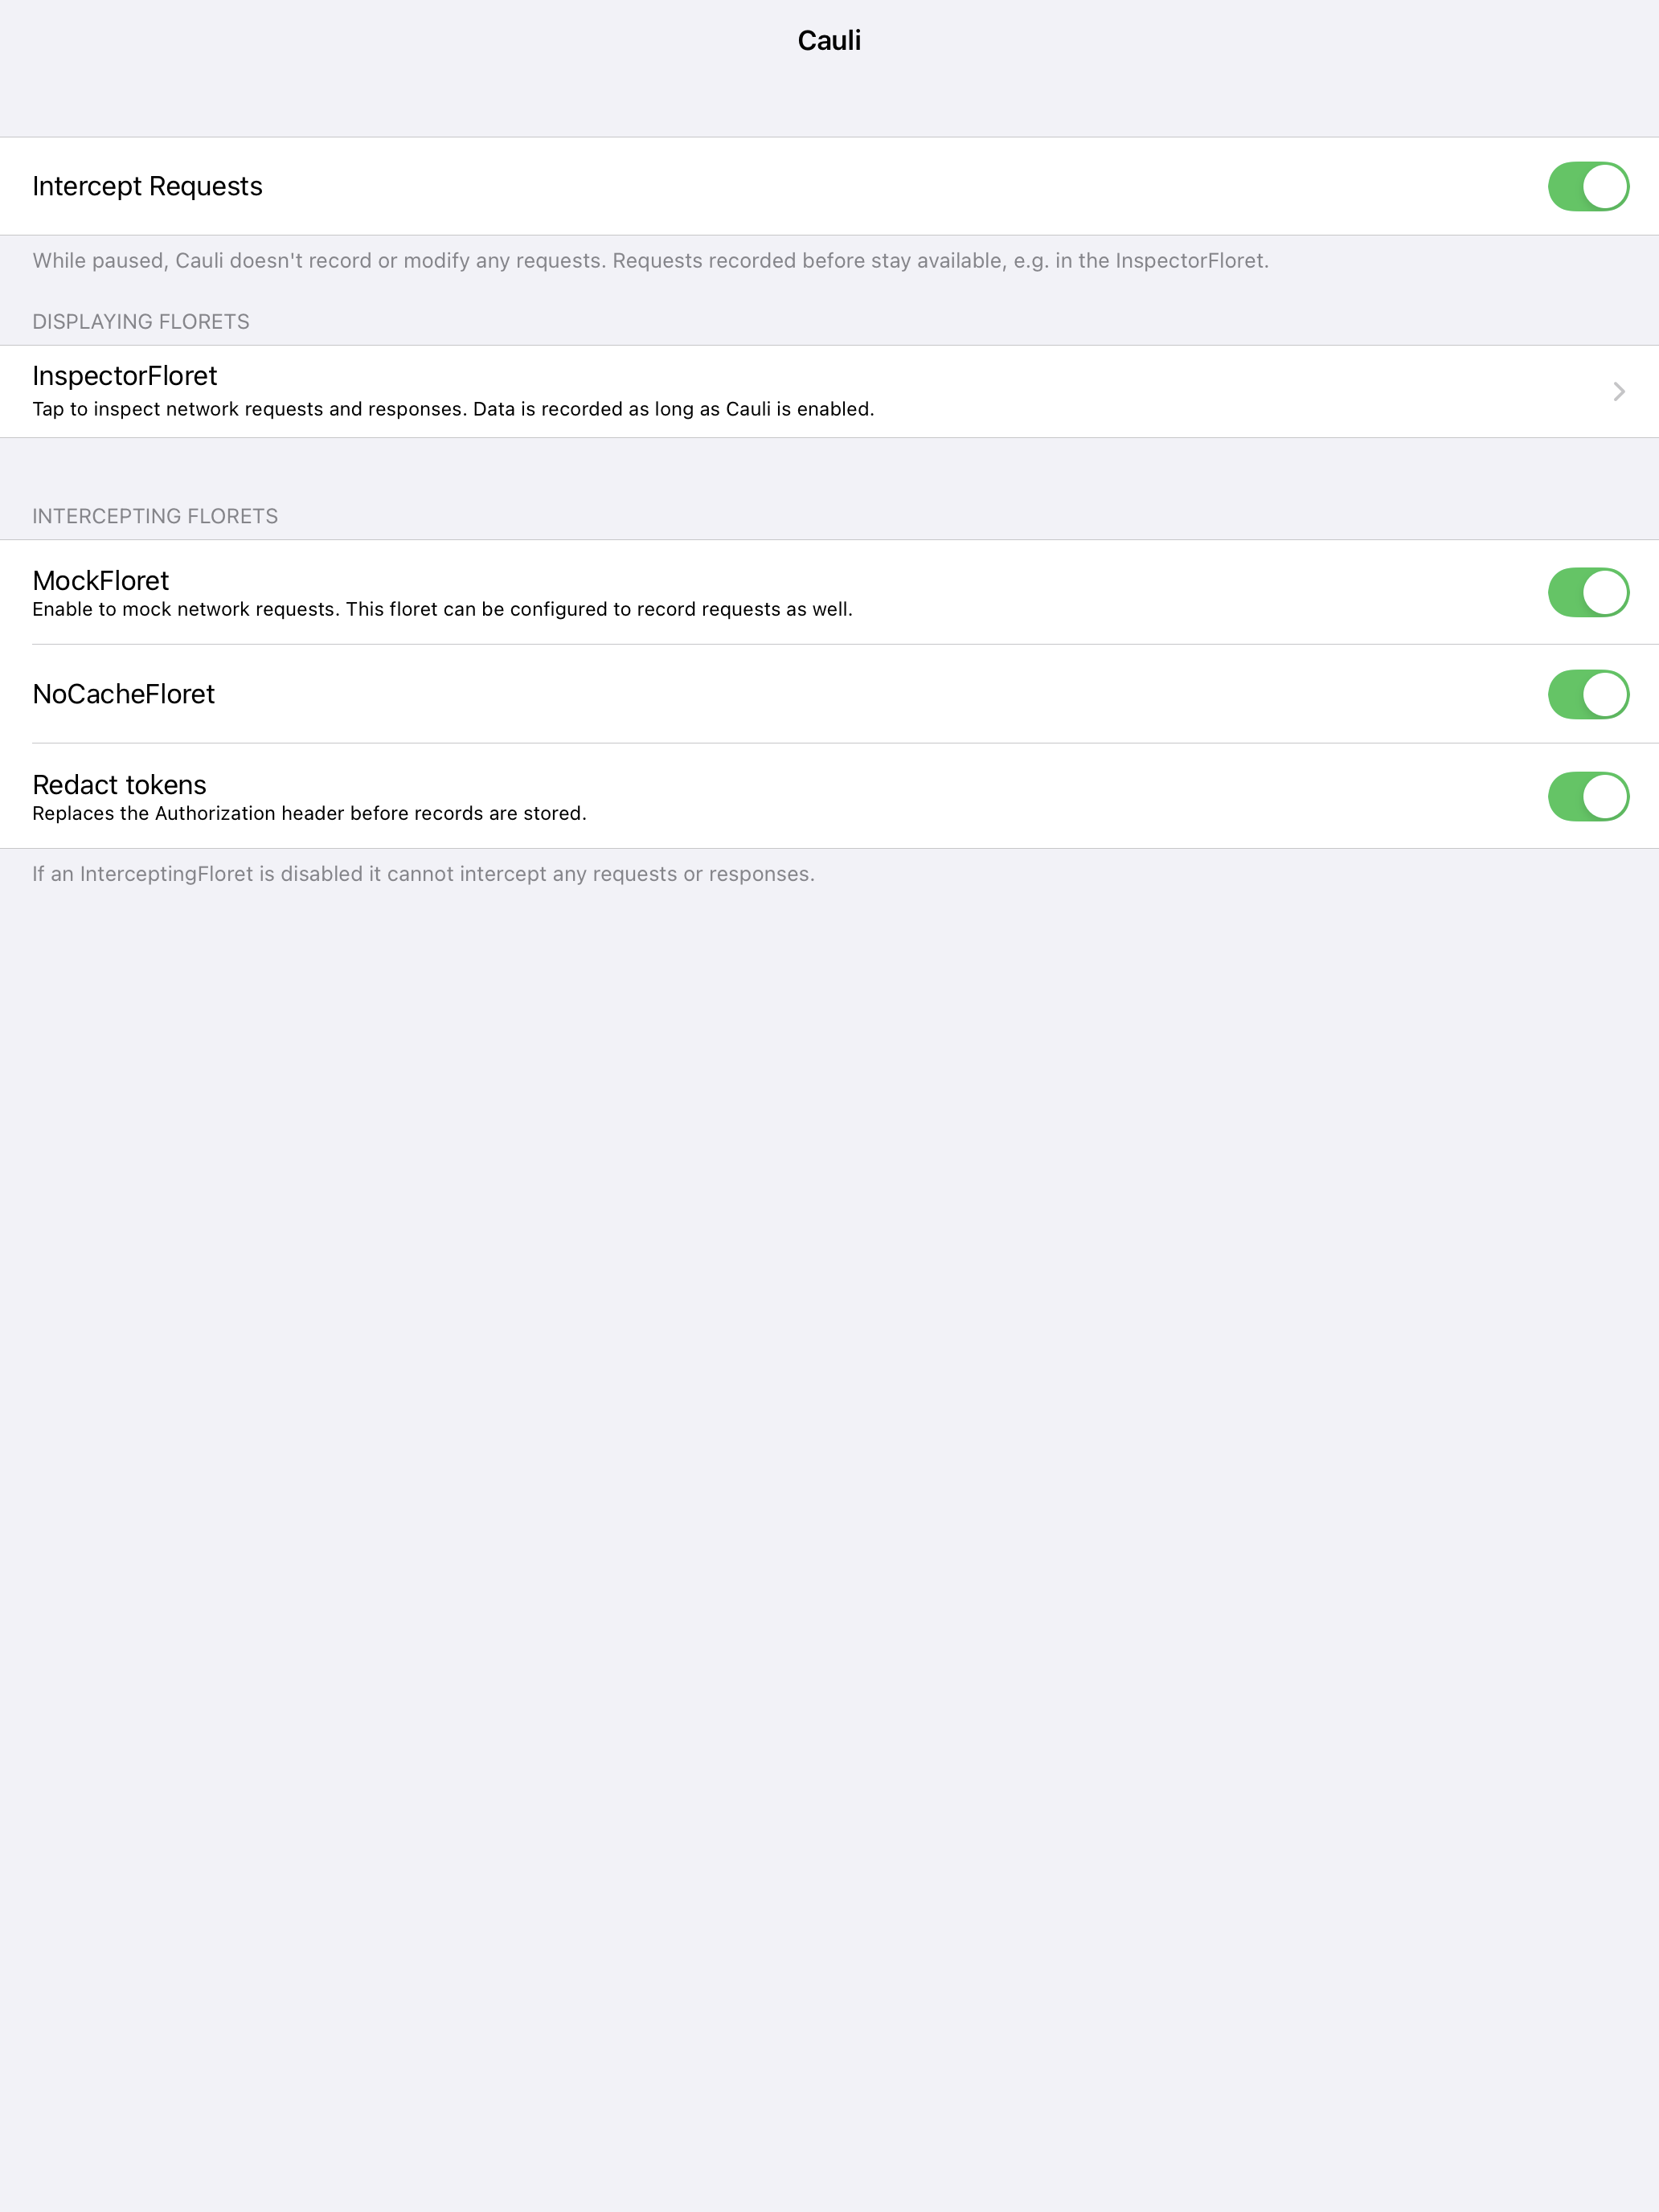 Cauli
Intercept Requests
While paused, Cauli doesn't record or modify any requests. Requests recorded before stay available, e.g. in the InspectorFloret.
DISPLAYING FLORETS
InspectorFloret
Tap to inspect network requests and responses. Data is recorded as long as Cauli is enabled.
INTERCEPTING FLORETS
MockFloret
Enable to mock network requests. This floret can be configured to record requests as well.
NoCacheFloret
Redact tokens
Replaces the Authorization header before records are stored.
If an InterceptingFloret is disabled it cannot intercept any requests or responses.